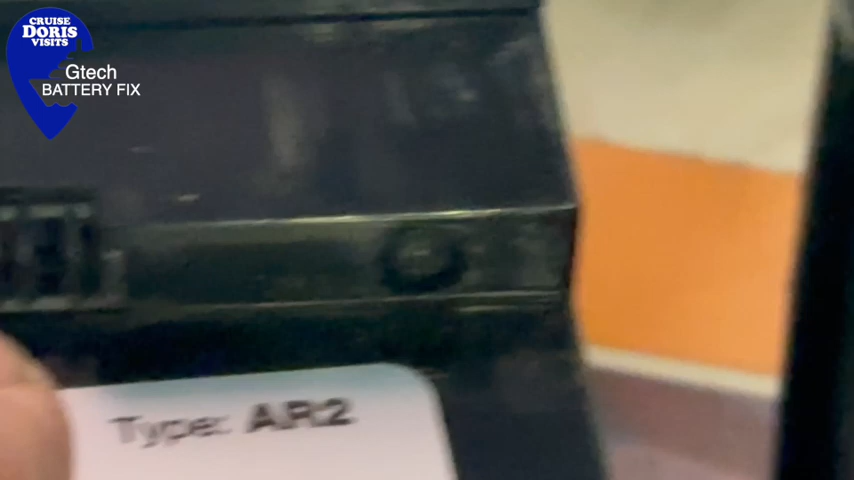 CRUISE
DORIS
VISITS
Gtech
BATTERY FIX
Type: AR2